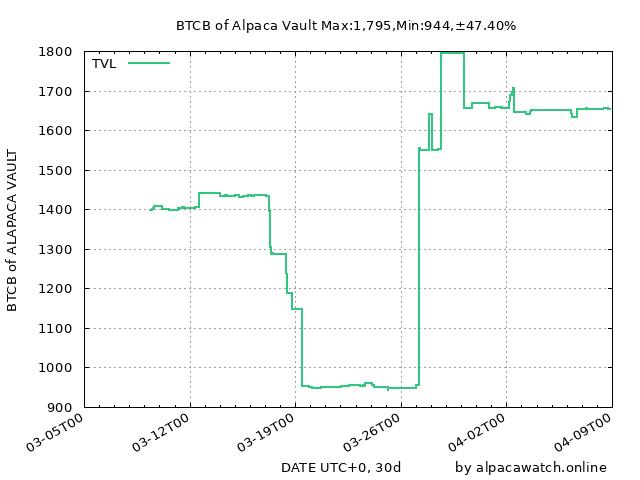 BTCB of Alpaca Vault Max:1,795,Min:944,±47.40%
TVL
1800
1700
1600
1500
1400
1300
1200
1100
1000
900
BTCB of ALAPACA VAULT
03-05T00
03-12T00
03-19T00
03-26T00
04-02T00
04-09T00
DATE UTC+0, 30d
by alpacawatch.online